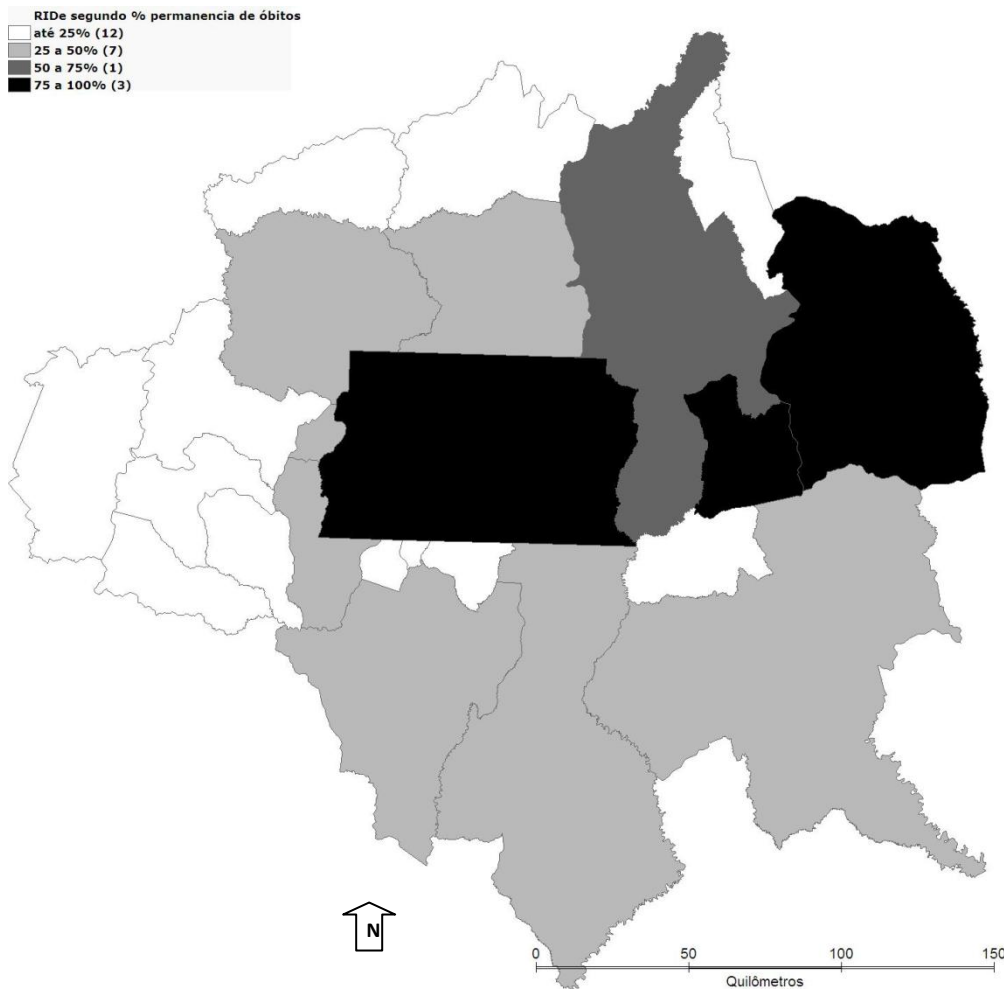 RIDe segundo % permanencia de óbitos
até 25% (12)
25 a 50% (7)
50 a 75% (1)
75 a 100% (3)
N
0 50 100 150
Quilômetros